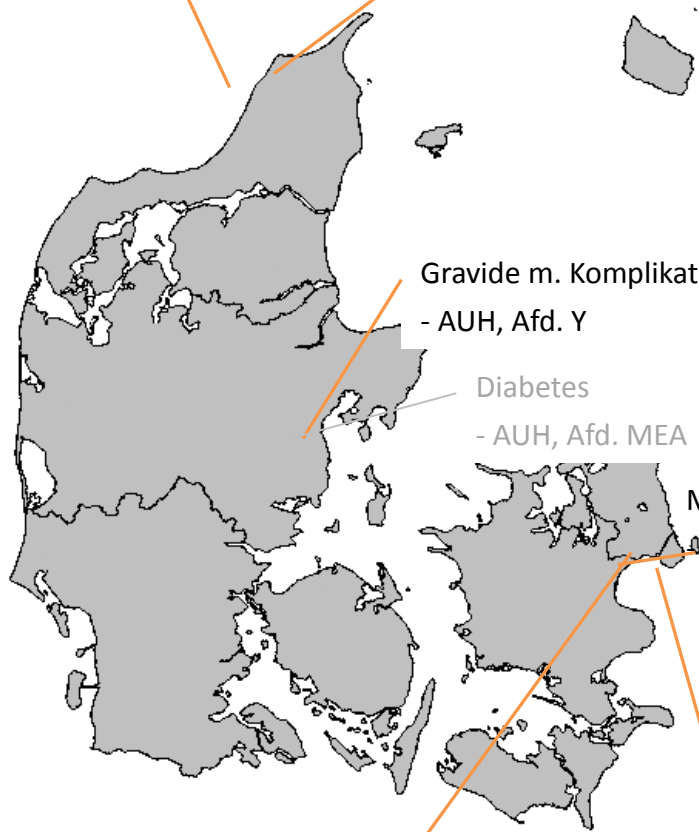 Gravide m. Komplikat
- AUH, Afd. Y
Diabetes
- AUH, Afd. MEA